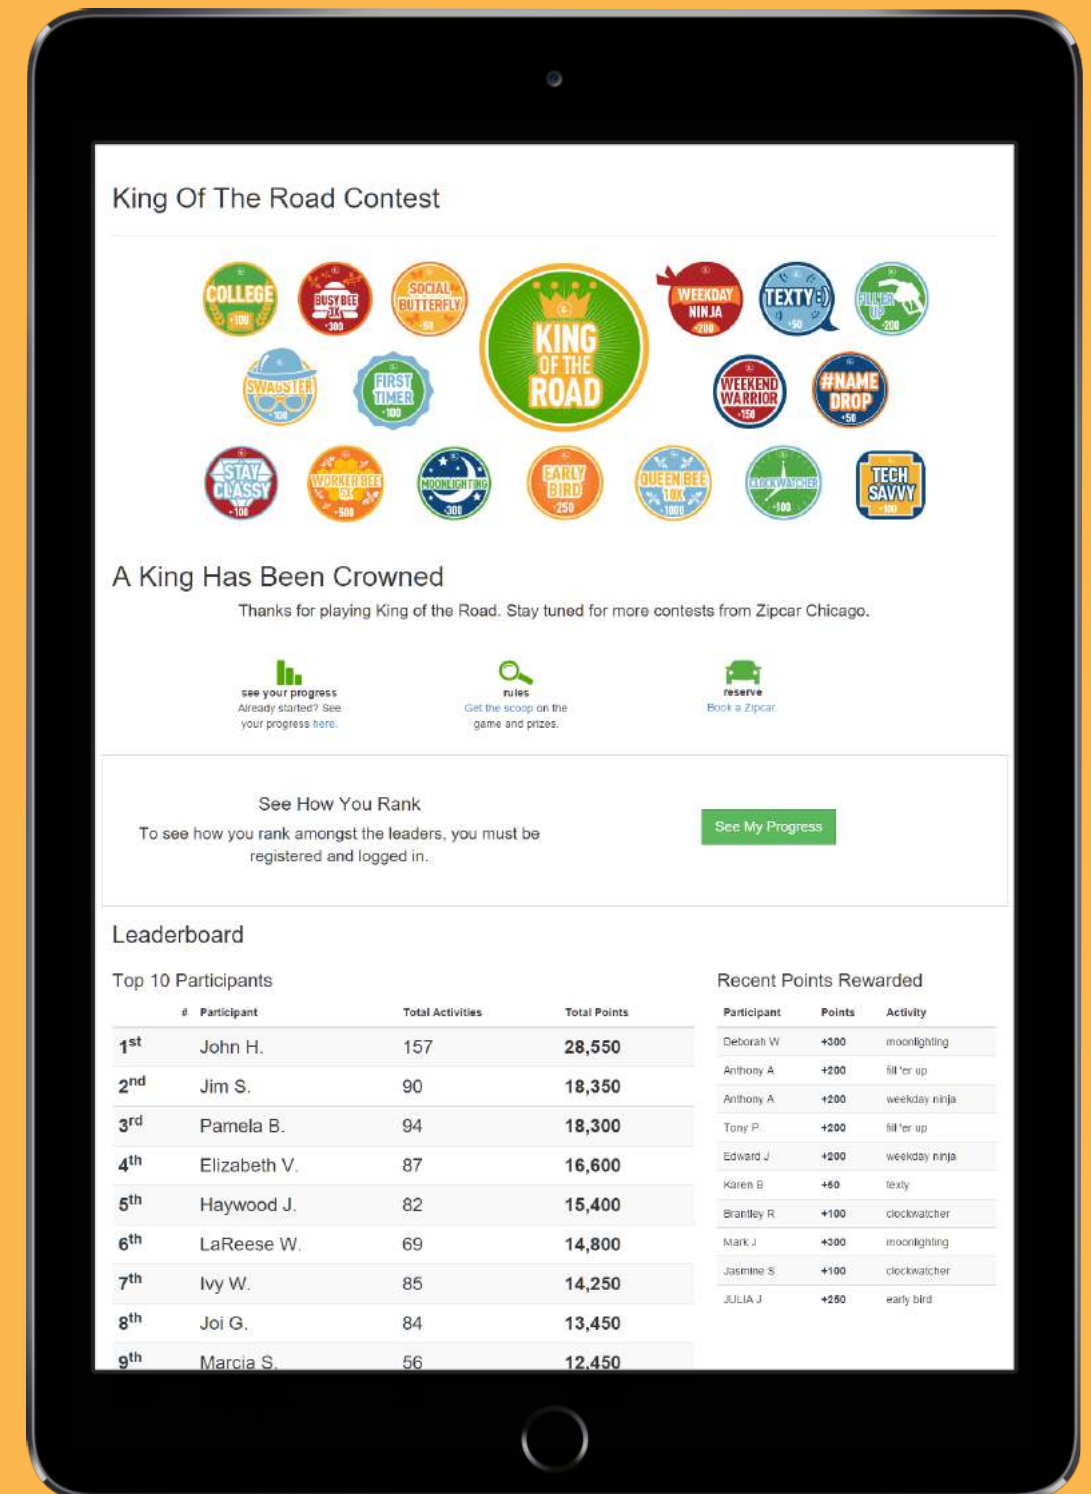 King Of The Road Contest
COLLEGE
+100
BUSY BEE
3X
+300
SOCIAL
BUTTERFLY
+50
KING
OF THE
ROAD
WEEKDAY
NINJA
+200
TEXTY:)
+50
FILL'ER
UP
+200
SWAGSTER
+100
FIRST
TIMER
+100
WEEKEND
WARRIOR
+150
#NAME
DROP
+50
STAY
CLASSY
+100
WORKER BEE
5X
+500
MOONLIGHTING
+300
EARLY
BIRD
+250
QUEEN BEE
10X
+1000
CLOCKWATCHER
+100
TECH
SAVVY
+100
A King Has Been Crowned
Thanks for playing King of the Road. Stay tuned for more contests from Zipcar Chicago.
see your progress
Already started? See
your progress here.
rules
Get the scoop on the
game and prizes.
reserve
Book a Zipcar.
See How You Rank
To see how you rank amongst the leaders, you must be
registered and logged in.
See My Progress
Leaderboard
Top 10 Participants
# Participant Total Activities Total Points
1st John H. 157 28,550
2nd Jim S. 90 18,350
3rd Pamela B. 94 18,300
4th Elizabeth V. 87 16,600
5th Haywood J. 82 15,400
6th LaReese W. 69 14,800
7th Ivy W. 85 14,250
8th Joi G. 84 13,450
9th Marcia S. 56 12,450
Recent Points Rewarded
Participant Points Activity
Deborah W +300 moonlighting
Anthony A +200 fill 'er up
Anthony A +200 weekday ninja
Tony P. +200 fill 'er up
Edward J +200 weekday ninja
Karen B +50 texty
Brantley R +100 clockwatcher
Mark J +300 moonlighting
Jasmine S +100 clockwatcher
JULIA J +250 early bird